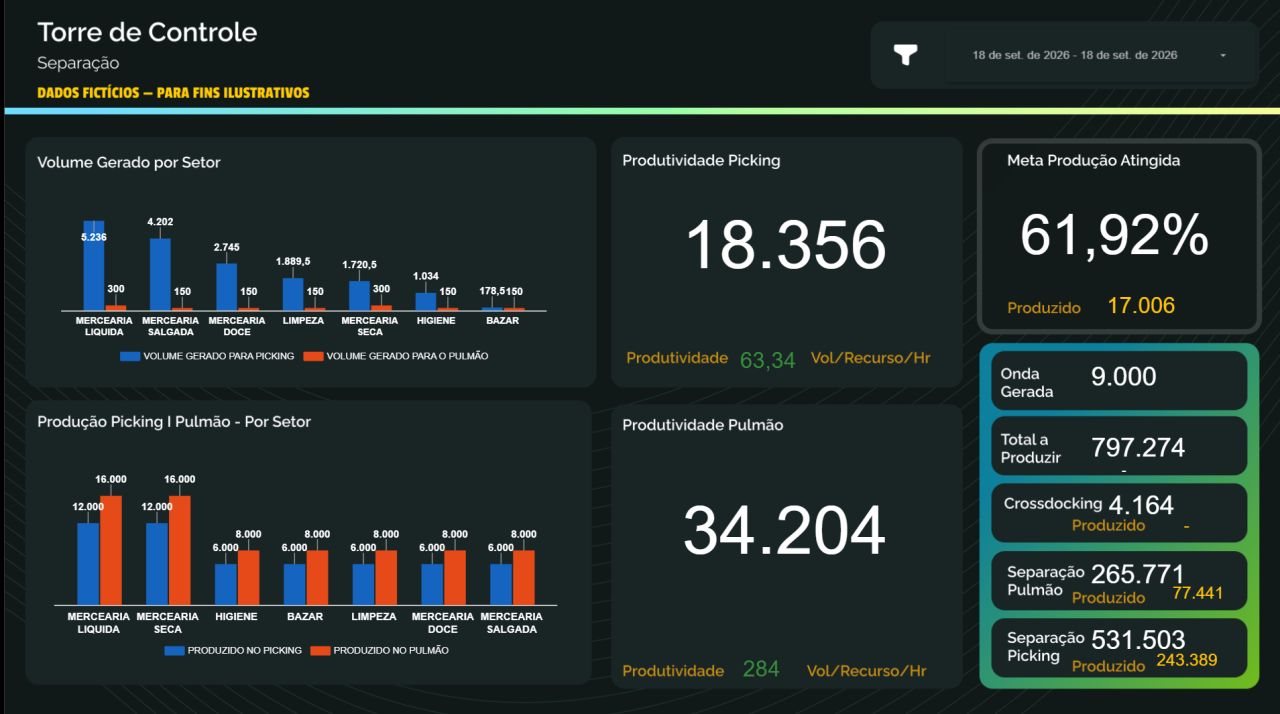 Torre de Controle
Separação
DADOS FICTÍCIOS – PARA FINS ILUSTRATIVOS
18 de set. de 2026 - 18 de set. de 2026
Volume Gerado por Setor
5.236
300
4.202
150
2.745
150
1.889,5
150
1.720,5
300
1.034
150
178,5
150
MERCEARIA LIQUIDA
MERCEARIA SALGADA
MERCEARIA DOCE
LIMPEZA
MERCEARIA SECA
HIGIENE
BAZAR
VOLUME GERADO PARA PICKING
VOLUME GERADO PARA O PULMÃO
Produção Picking I Pulmão - Por Setor
12.000
16.000
12.000
16.000
6.000
8.000
6.000
8.000
6.000
8.000
6.000
8.000
6.000
8.000
MERCEARIA LIQUIDA
MERCEARIA SECA
HIGIENE
BAZAR
LIMPEZA
MERCEARIA DOCE
MERCEARIA SALGADA
PRODUZIDO NO PICKING
PRODUZIDO NO PULMÃO
Produtividade Picking
18.356
Produtividade 63,34 Vol/Recurso/Hr
Produtividade Pulmão
34.204
Produtividade 284 Vol/Recurso/Hr
Meta Produção Atingida
61,92%
Produzido 17.006
Onda Gerada 9.000
Total a Produzir 797.274
-
Crossdocking 4.164
Produzido -
Separação Pulmão 265.771
Produzido 77.441
Separação Picking 531.503
Produzido 243.389